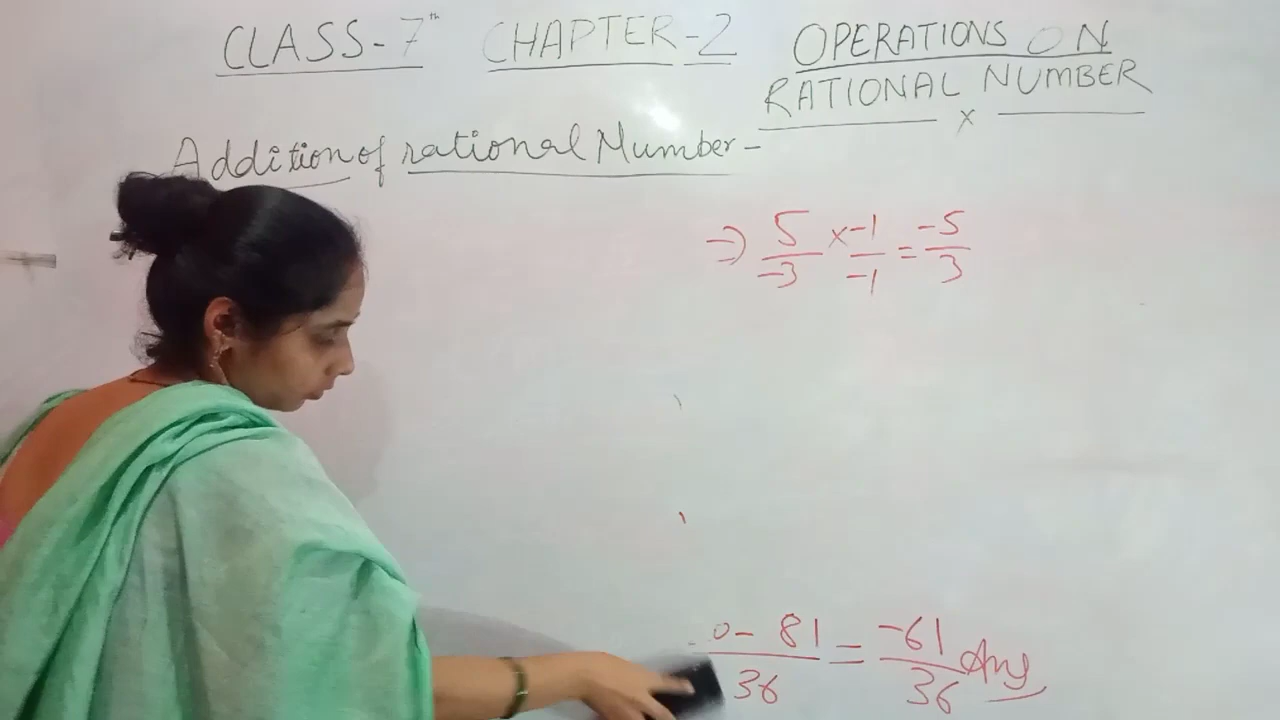 CLASS-7th CHAPTER-2 OPERATIONS ON
RATIONAL NUMBER
x
Addition of rational Number-
⇒ 5/-3 x -1/-1 = -5/3
0- 81/36 = -61/36 Ans